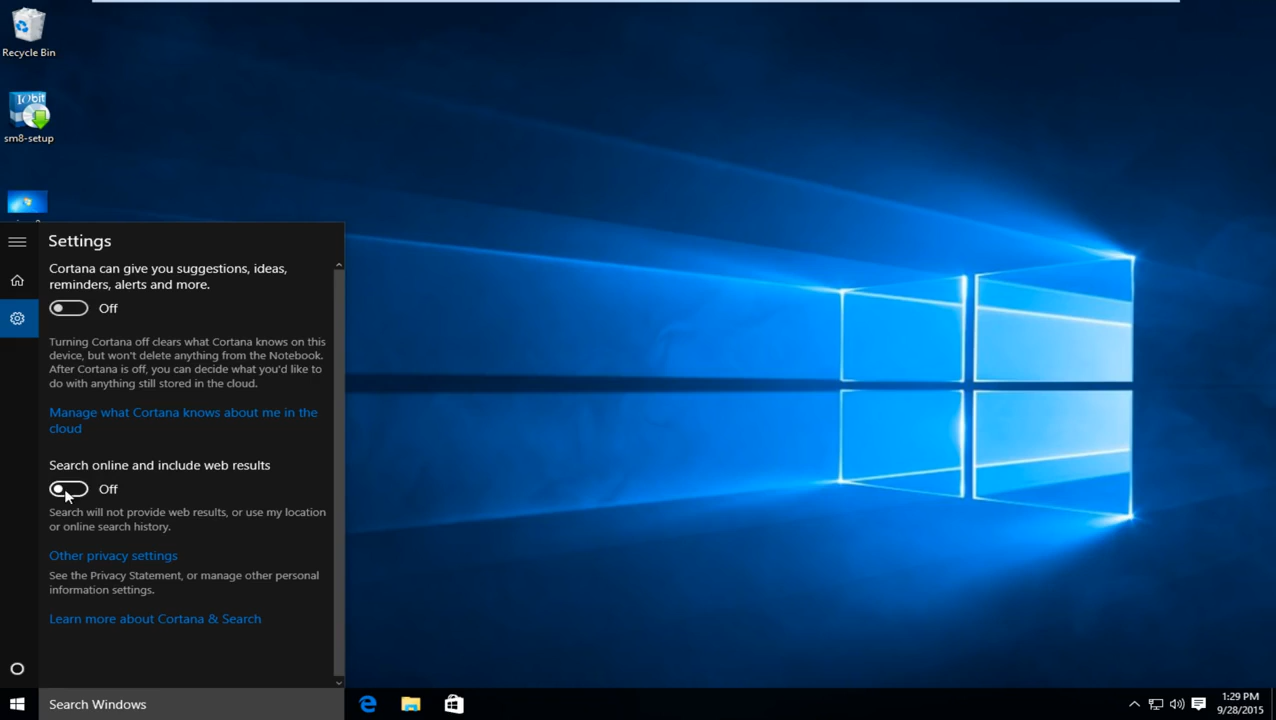 Recycle Bin
IObit
sm8-setup
Settings
Cortana can give you suggestions, ideas,
reminders, alerts and more.
Off
Turning Cortana off clears what Cortana knows on this
device, but won't delete anything from the Notebook.
After Cortana is off, you can decide what you'd like to
do with anything still stored in the cloud.
Manage what Cortana knows about me in the
cloud
Search online and include web results
Off
Search will not provide web results, or use my location
or online search history.
Other privacy settings
See the Privacy Statement, or manage other personal
information settings.
Learn more about Cortana & Search
Search Windows
1:29 PM
9/28/2015